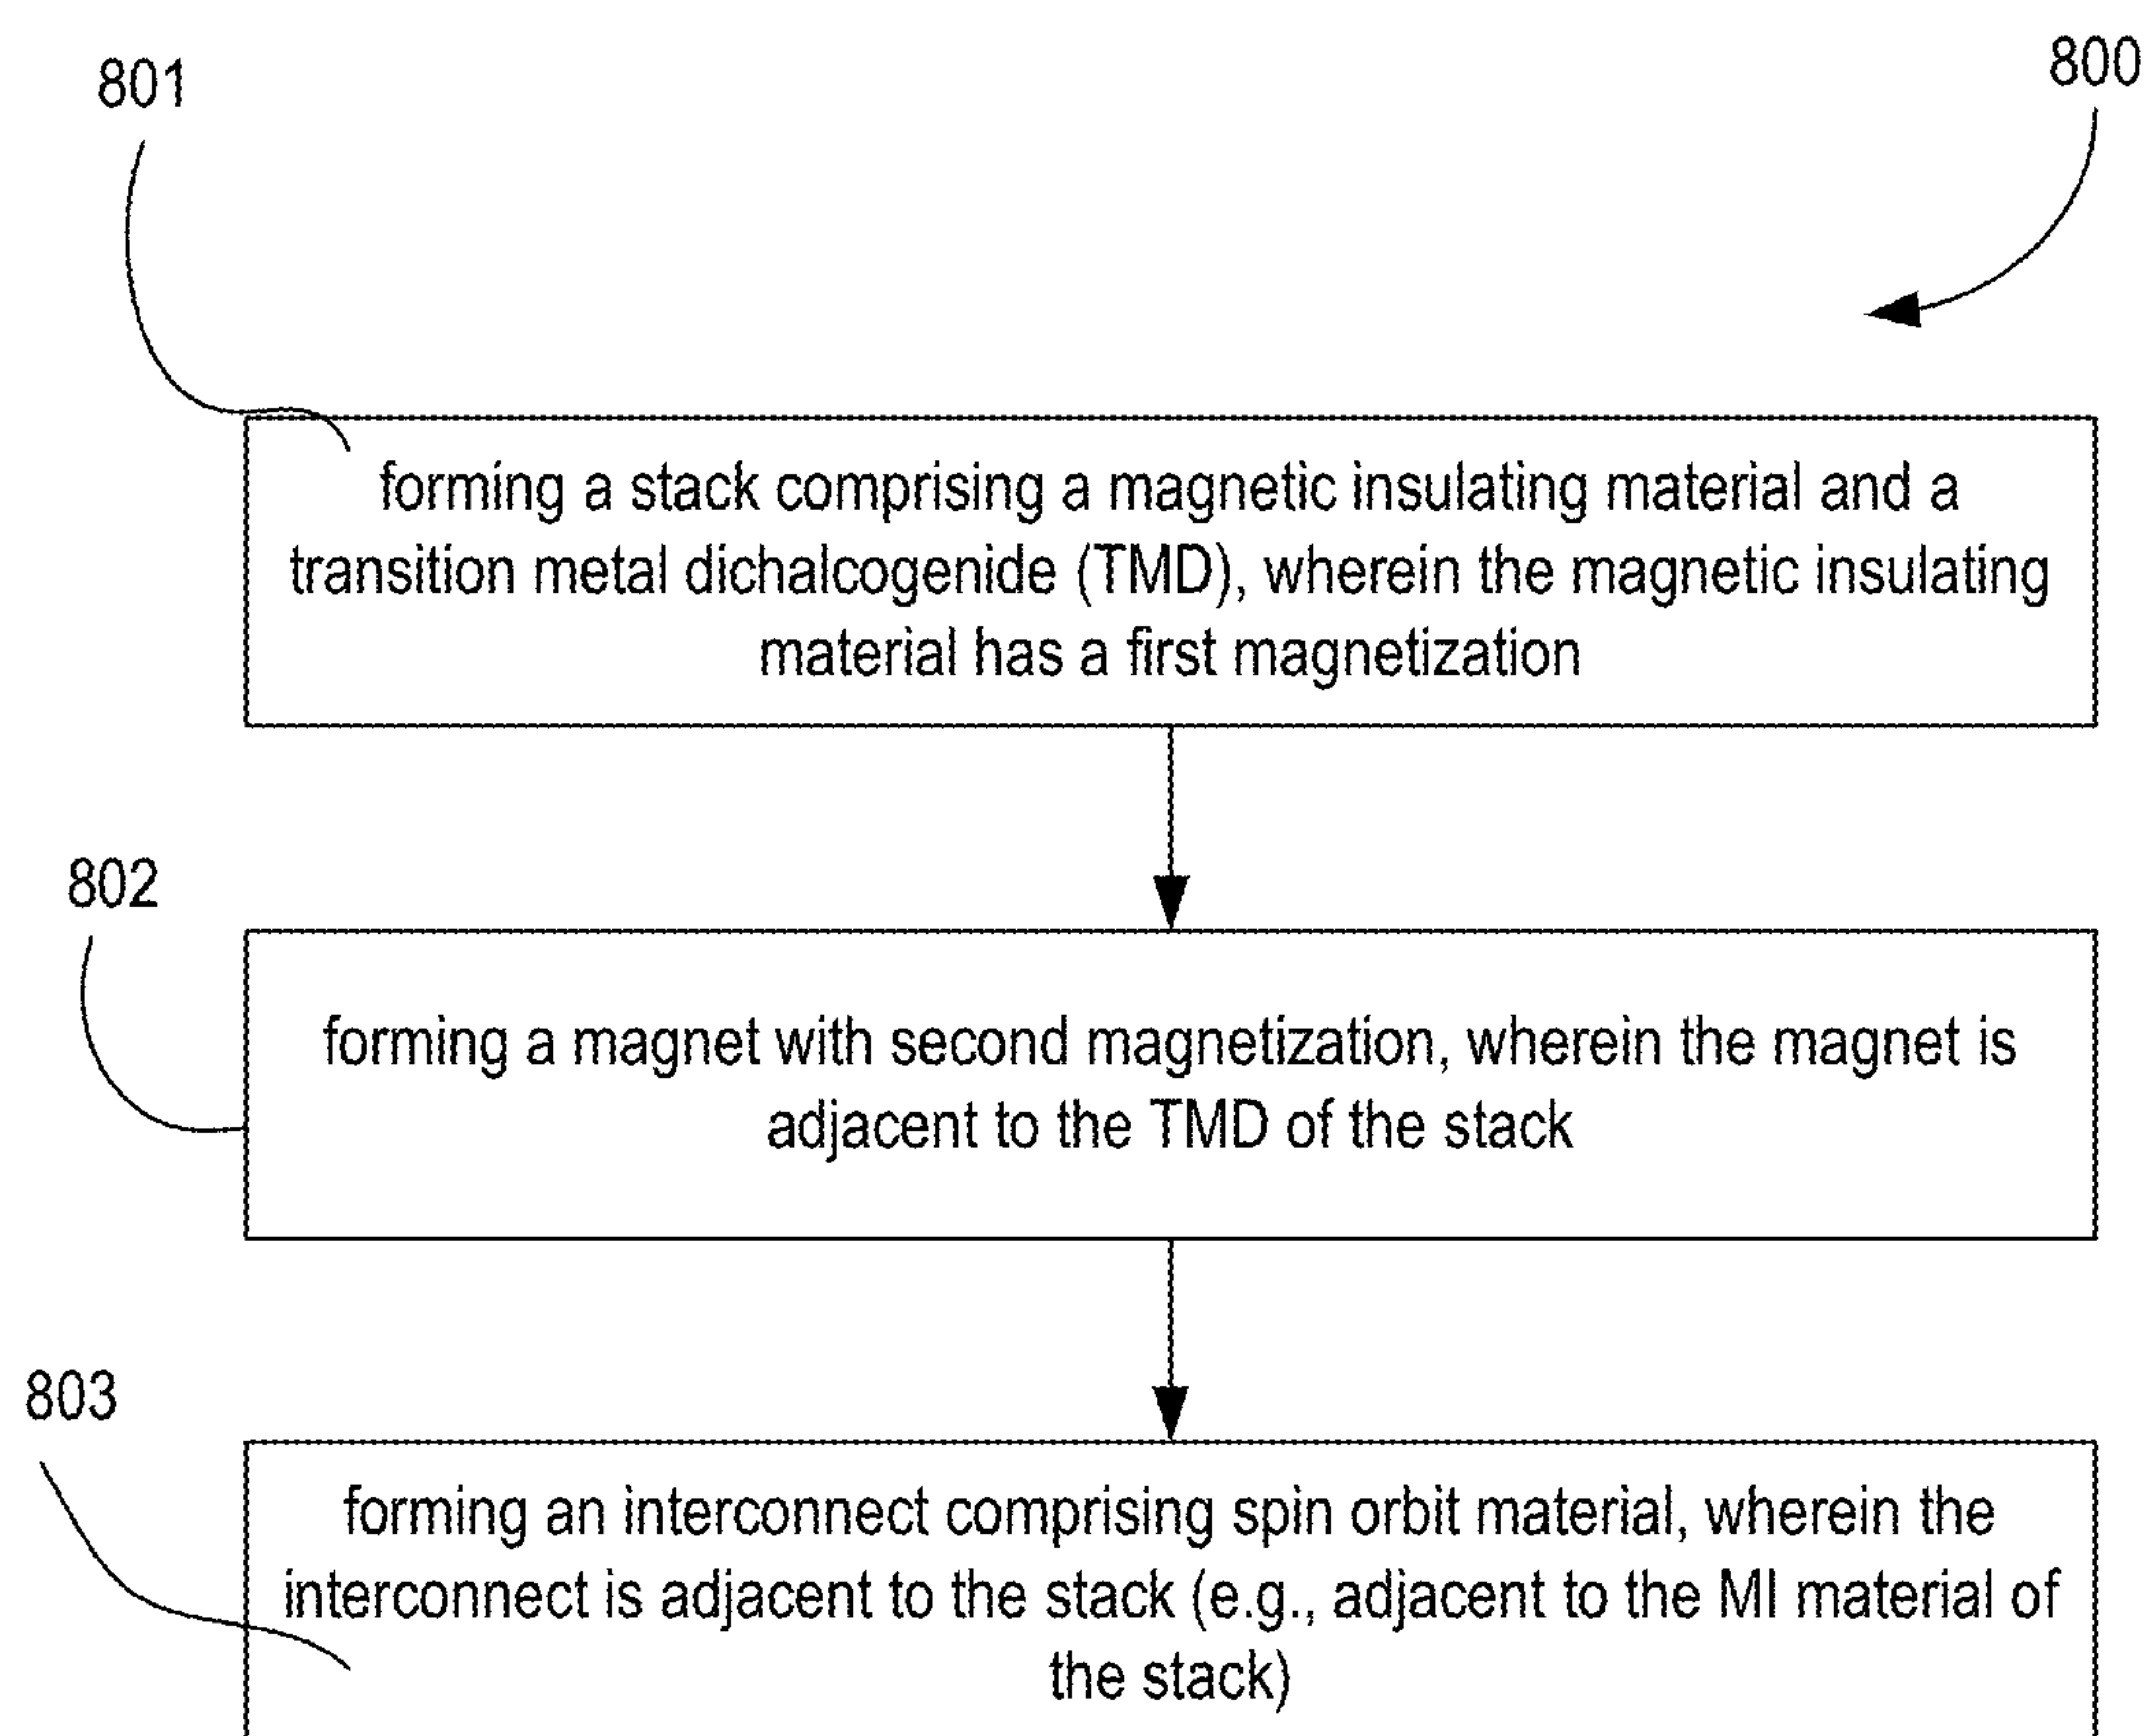 801
800
forming a stack comprising a magnetic insulating material and a
transition metal dichalcogenide (TMD), wherein the magnetic insulating
material has a first magnetization
802
forming a magnet with second magnetization, wherein the magnet is
adjacent to the TMD of the stack
803
forming an interconnect comprising spin orbit material, wherein the
interconnect is adjacent to the stack (e.g., adjacent to the MI material of
the stack)